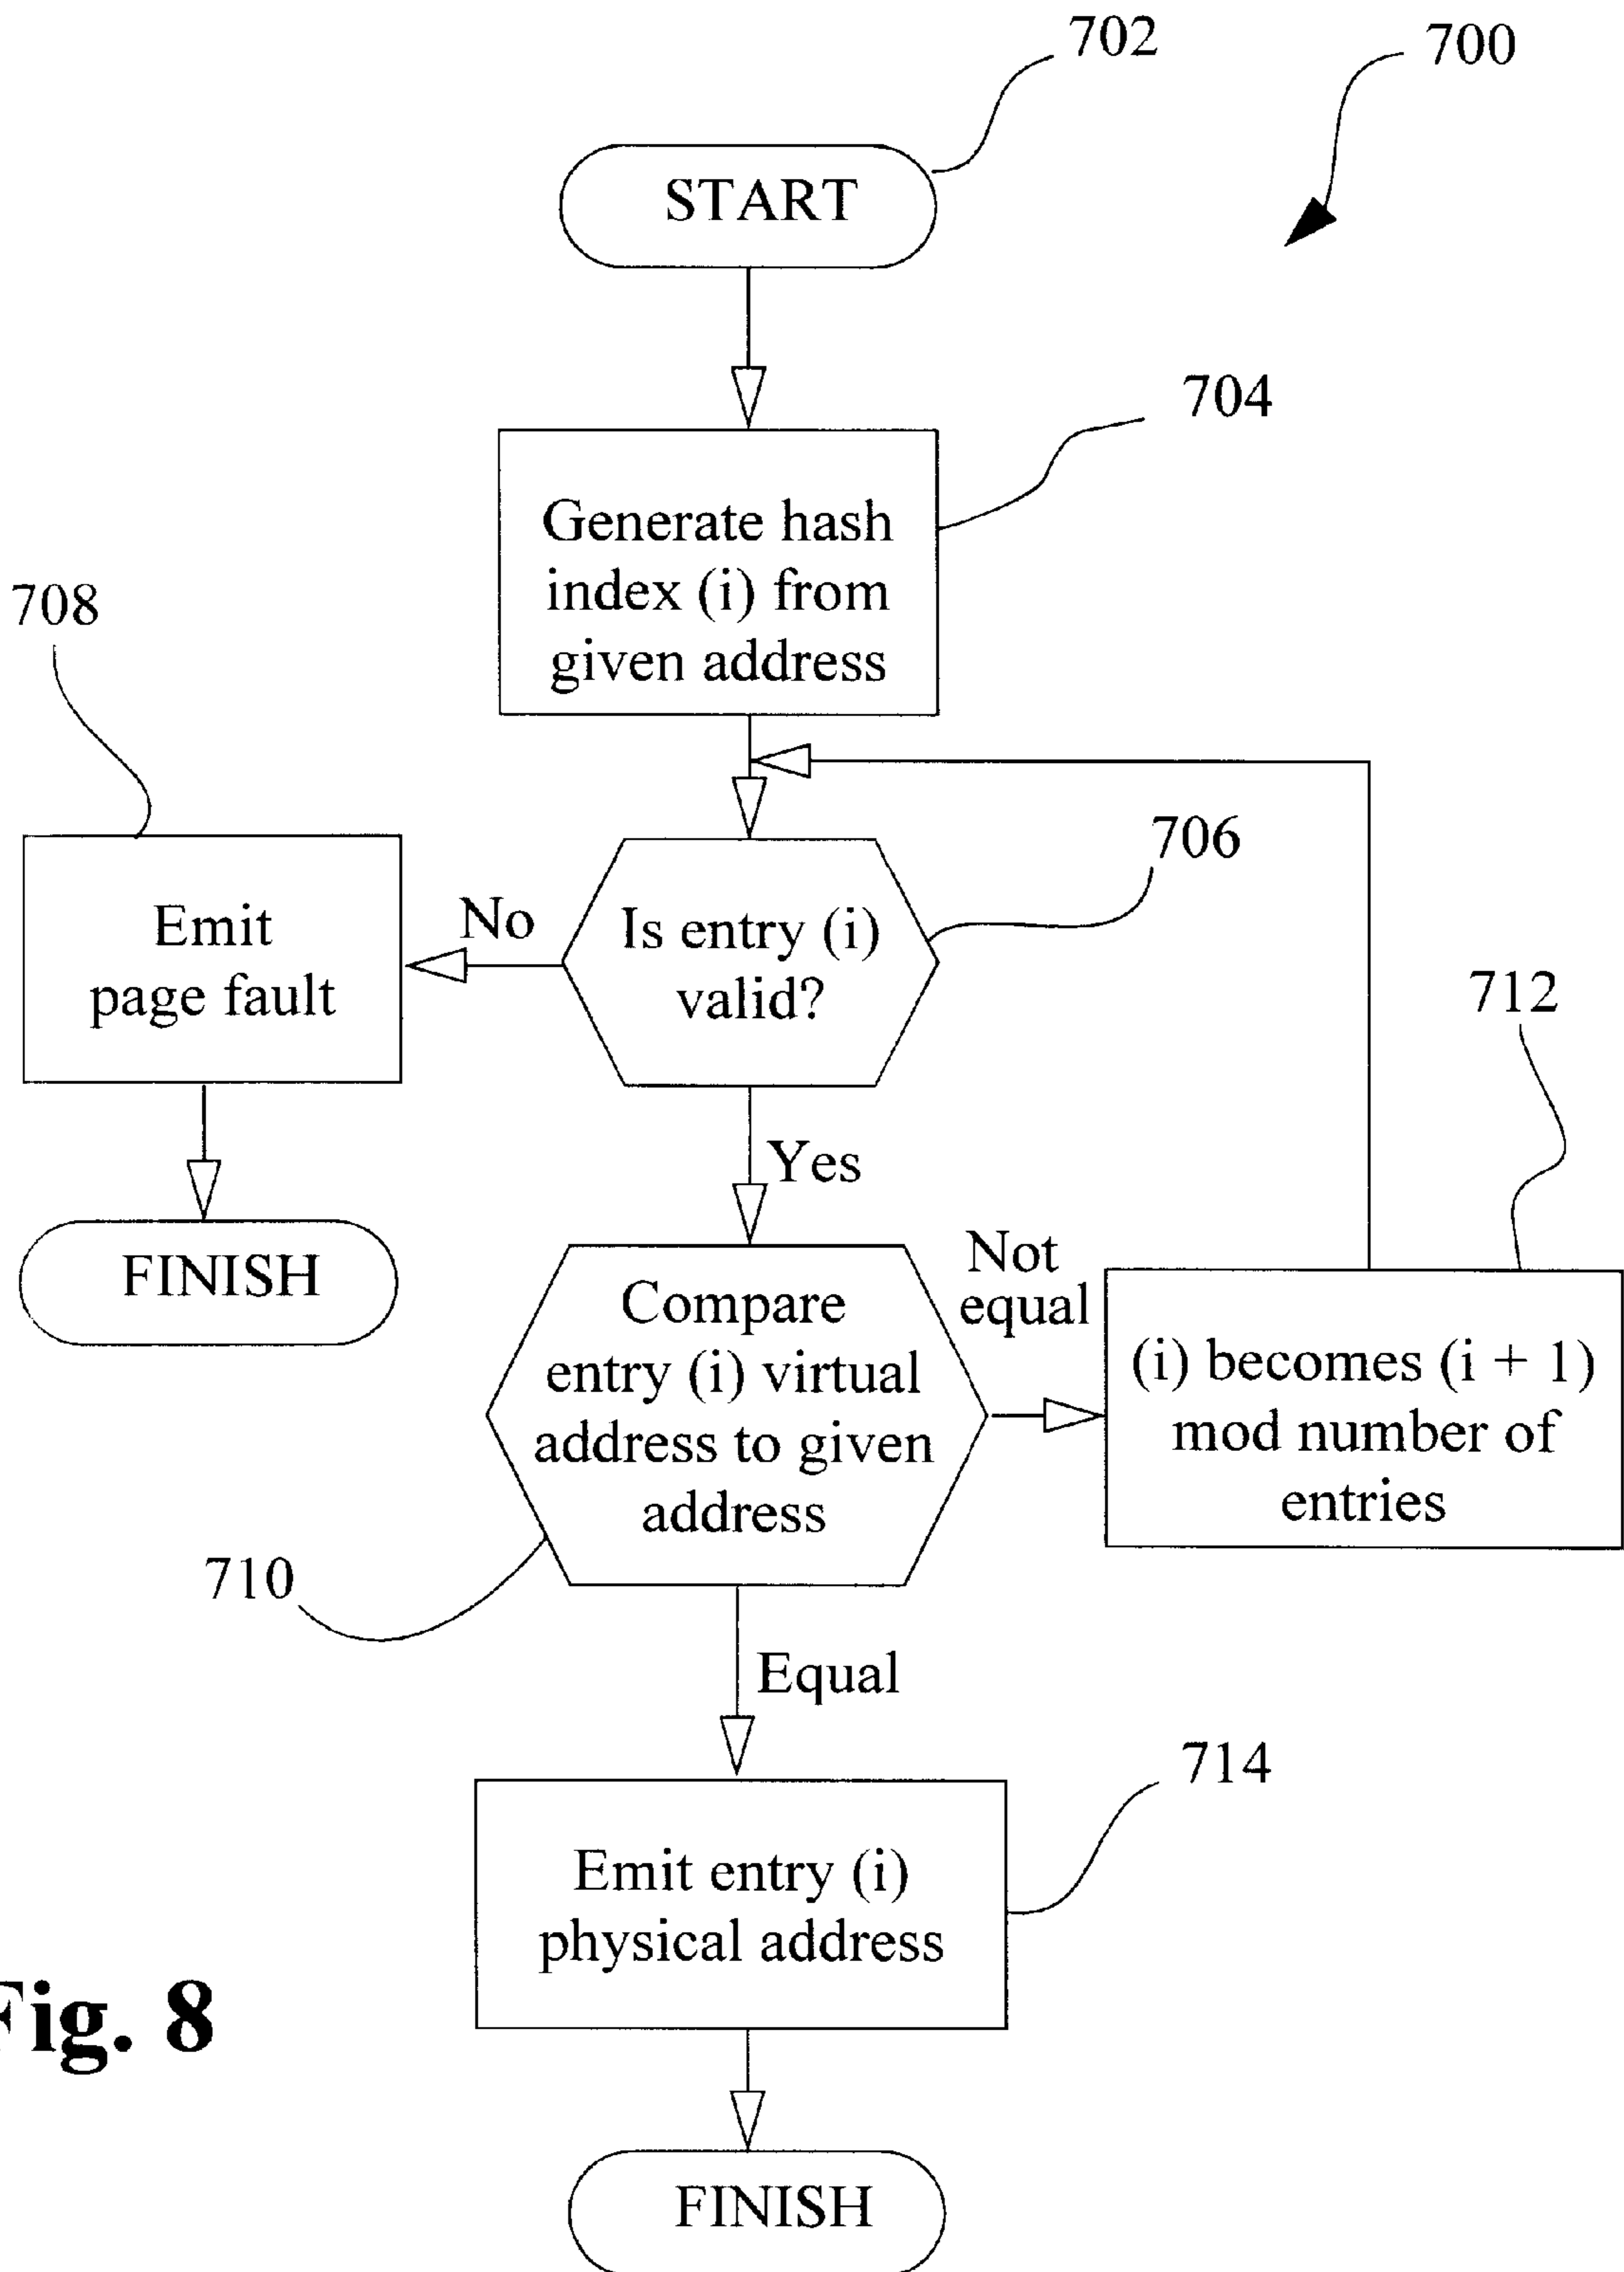 702
700
START
704
Generate hash
index (i) from
given address
708
706
Emit
page fault
No
Is entry (i)
valid?
712
Yes
FINISH
Not
equal
Compare
entry (i) virtual
address to given
address
(i) becomes (i + 1)
mod number of
entries
710
Equal
714
Emit entry (i)
physical address
Fig. 8
FINISH